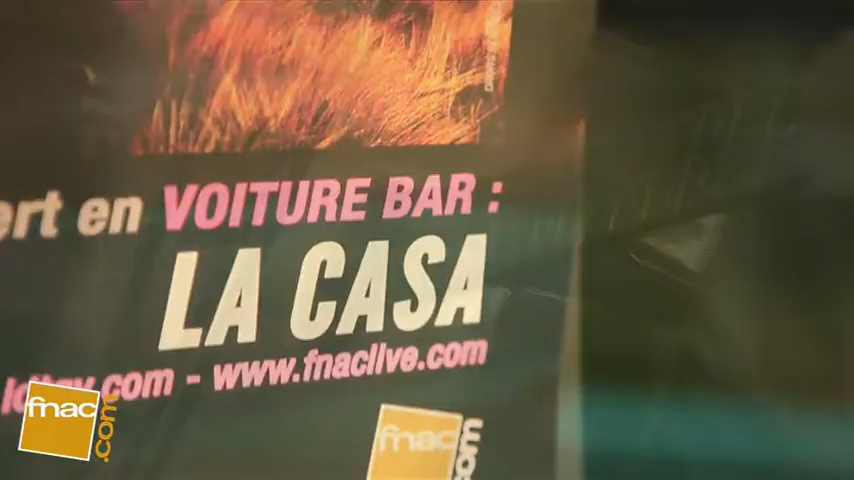 ert en VOITURE BAR :
LA CASA
.com - www.fnaclive.com
fnac
.com
fnac
.com